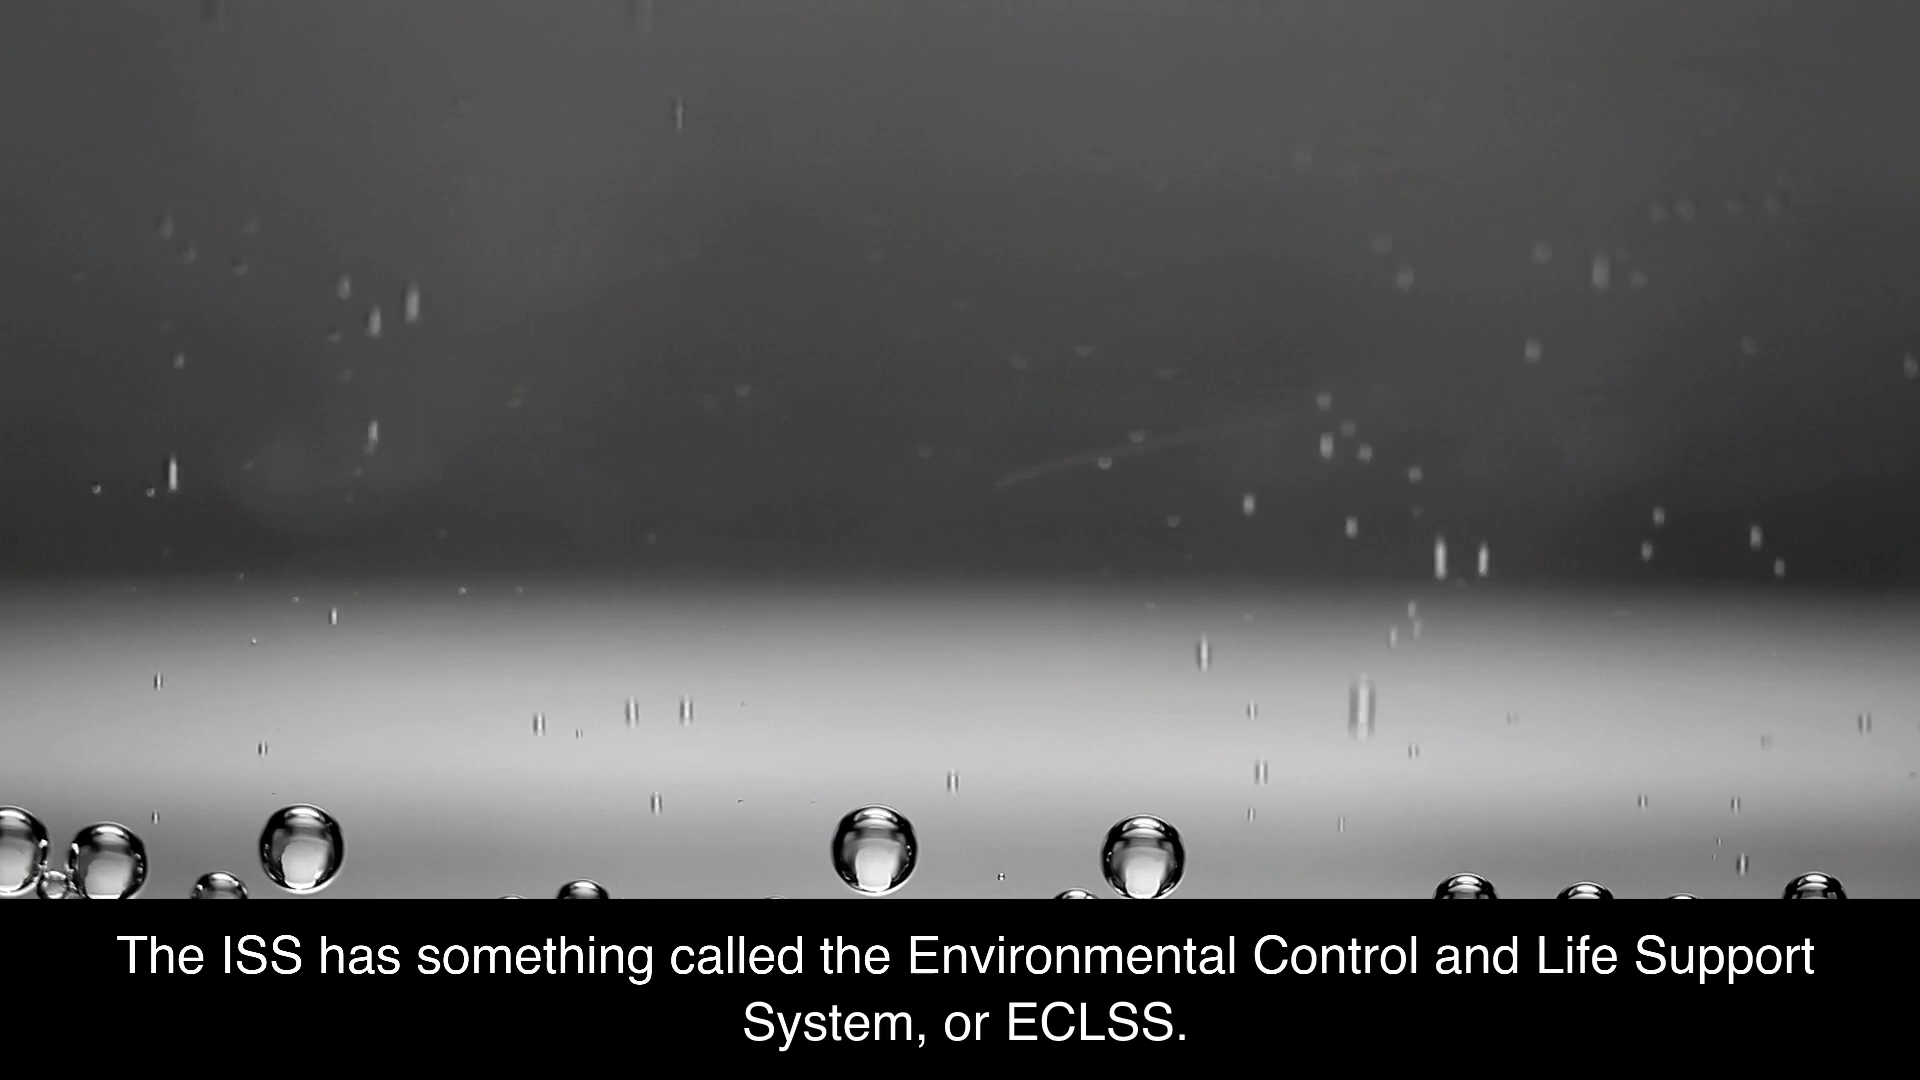 The ISS has something called the Environmental Control and Life Support
System, or ECLSS.